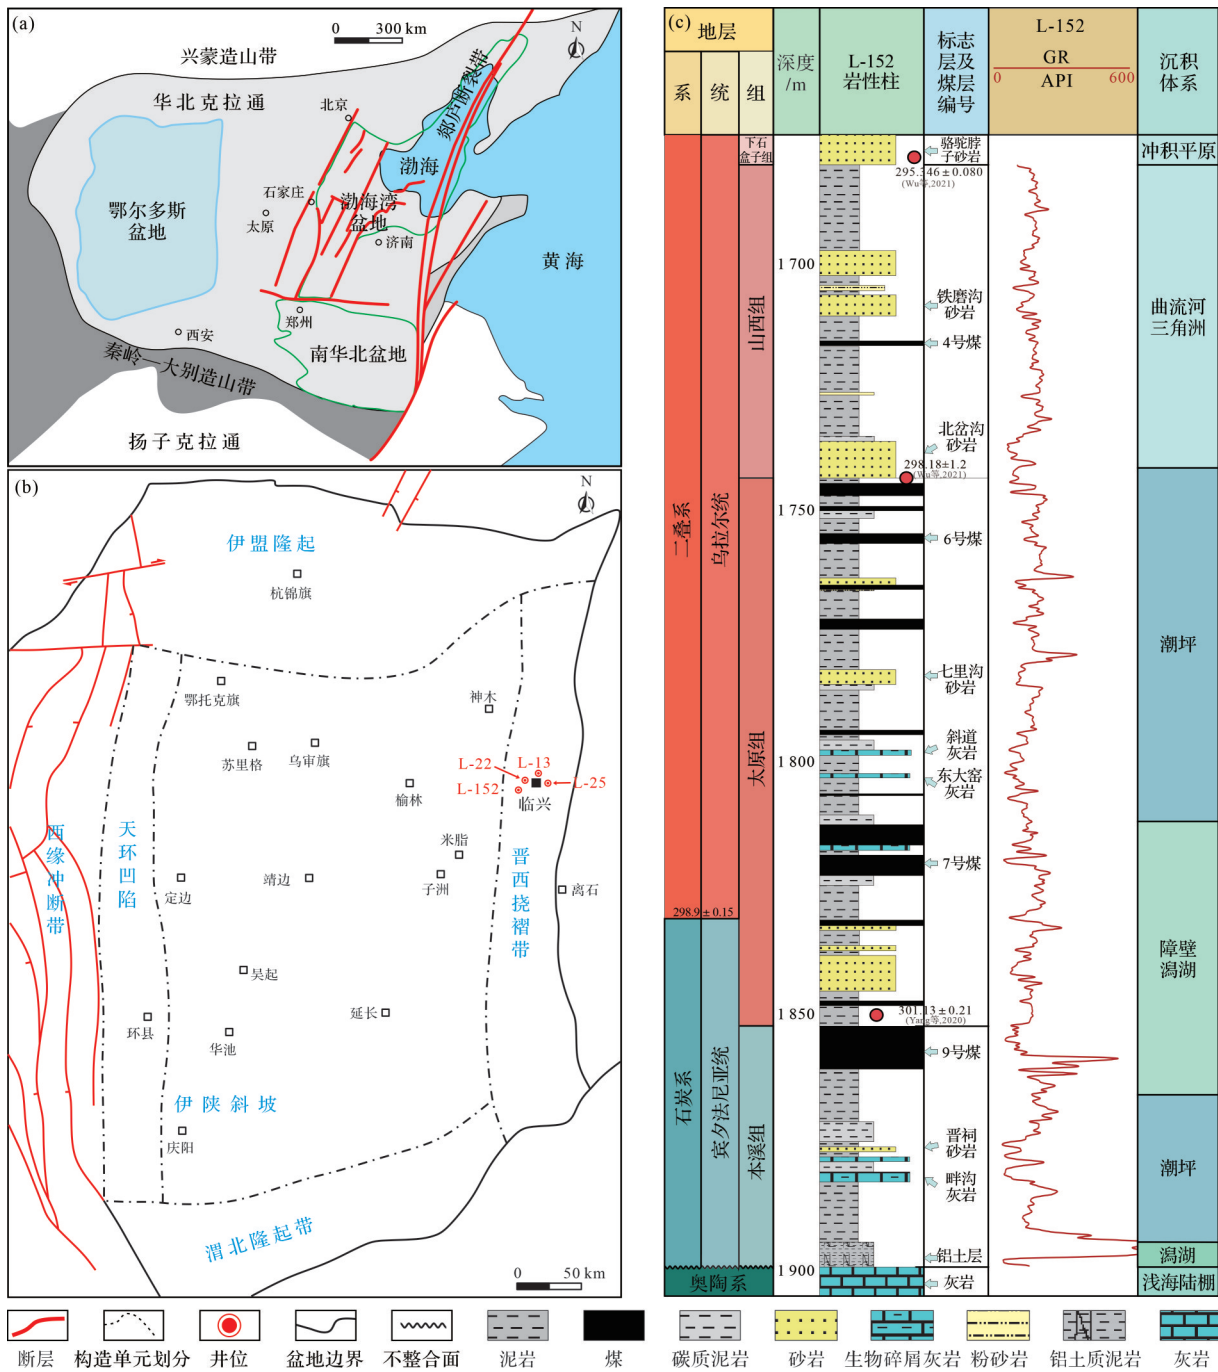 (a)
0 300 km
N
兴蒙造山带
华北克拉通
北京
郯庐断裂带
渤海
石家庄
渤海湾
盆地
鄂尔多斯
盆地
太原
济南
黄海
郑州
西安
南华北盆地
秦岭—大别造山带
扬子克拉通
(b)
N
伊盟隆起
杭锦旗
鄂托克旗
神木
苏里格
乌审旗
L-22
L-13
L-152
L-25
榆林
临兴
西缘冲断带
天环凹陷
米脂
晋西挠褶带
定边
靖边
子洲
离石
吴起
延长
环县
华池
伊陕斜坡
庆阳
渭北隆起带
0 50 km
(c)
地层
系
统
组
深度
/m
L-152
岩性柱
标志
层及
煤层
编号
L-152
GR
0 600
API
沉积
体系
下石
盒子组
骆驼脖
子砂岩
冲积平原
295.346±0.080
(Wu等,2021)
1 700
铁磨沟
砂岩
曲流河
三角洲
山西组
4号煤
北岔沟
砂岩
298.18±1.2
(Wu等,2021)
二叠系
乌拉尔统
1 750
6号煤
潮坪
七里沟
砂岩
太原组
斜道
灰岩
1 800
东大窑
灰岩
7号煤
298.9±0.15
障壁
潟湖
1 850
301.13±0.21
(Yang等,2020)
9号煤
石炭系
宾夕法尼亚统
本溪组
晋祠
砂岩
潮坪
畔沟
灰岩
铝土层
潟湖
1 900
奥陶系
灰岩
浅海陆棚
断层
构造单元划分
井位
盆地边界
不整合面
泥岩
煤
碳质泥岩
砂岩
生物碎屑灰岩
粉砂岩
铝土质泥岩
灰岩